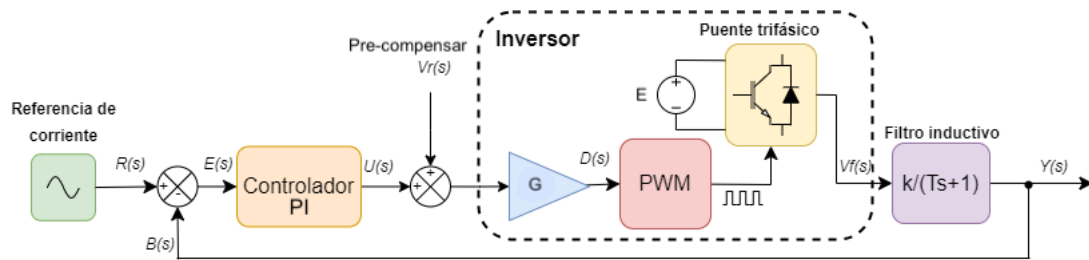 Puente trifásico
Inversor
Pre-compensar
Vr(s)
E
Referencia de
corriente
Filtro inductivo
R(s)
E(s)
U(s)
D(s)
Vf(s)
Y(s)
+
-
Controlador
PI
+
+
G
PWM
+
−
k/(Ts+1)
B(s)